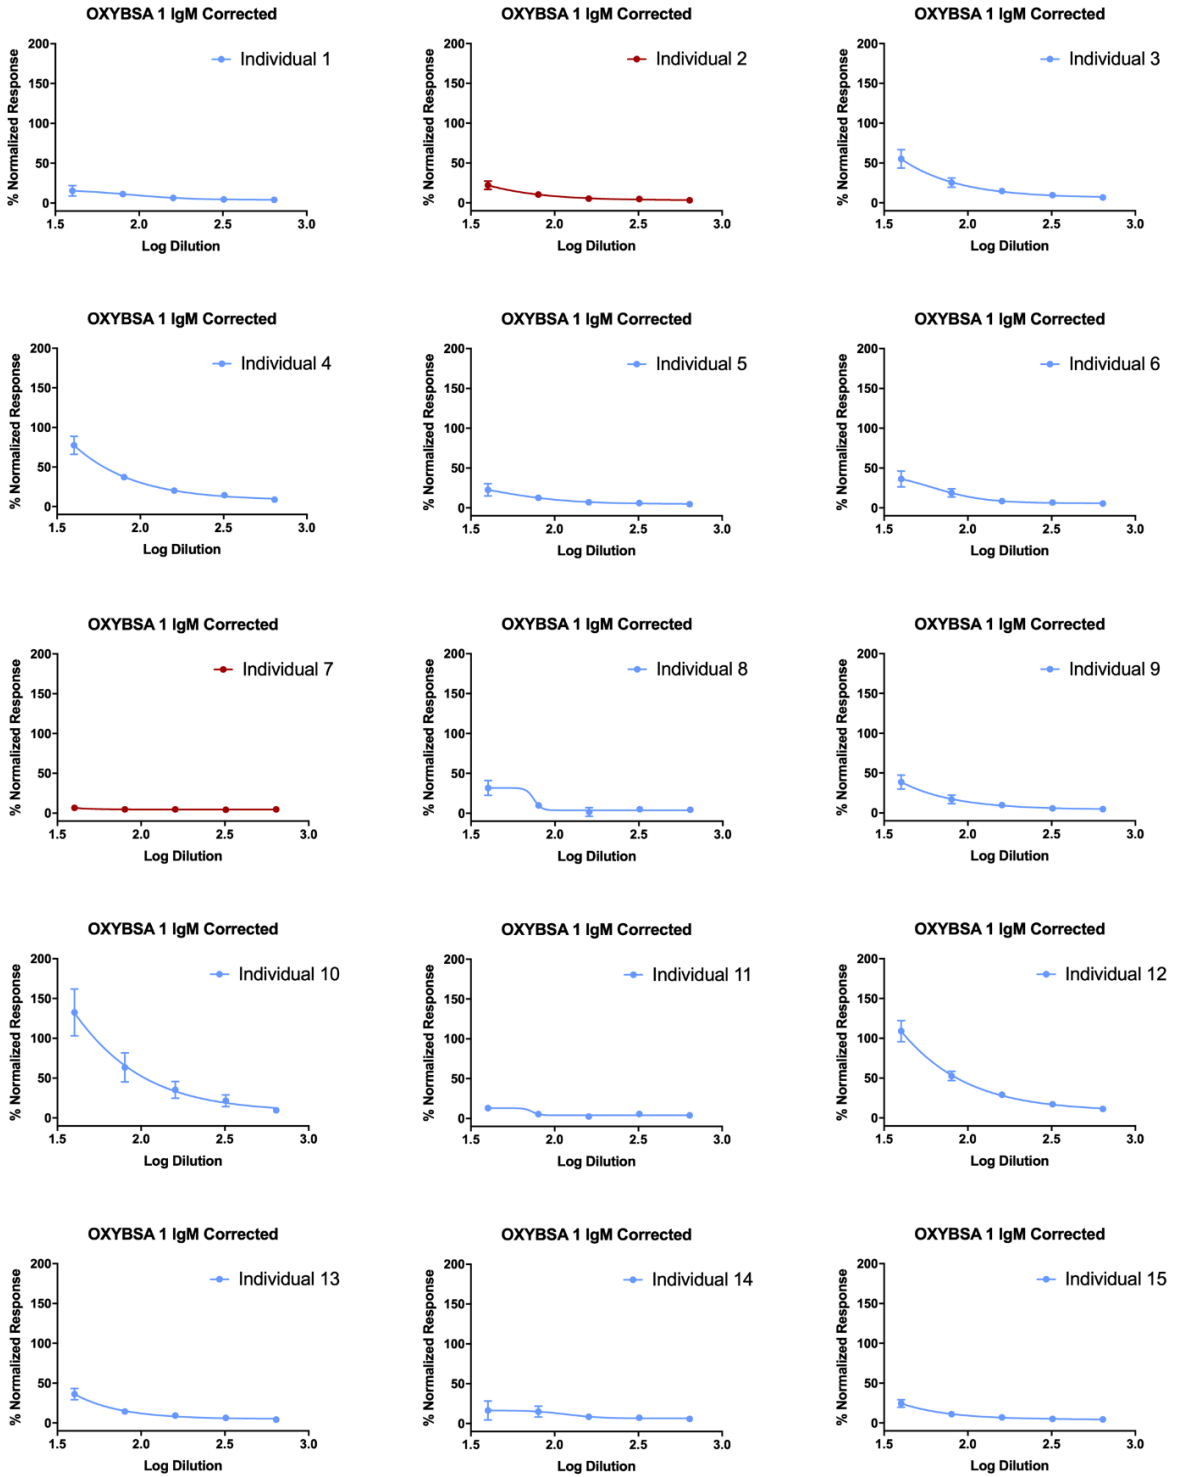 OXYBSA 1 IgM Corrected
% Normalized Response
200
150
100
50
0
Individual 1
1.5 2.0 2.5 3.0
Log Dilution
OXYBSA 1 IgM Corrected
% Normalized Response
200
150
100
50
0
Individual 2
1.5 2.0 2.5 3.0
Log Dilution
OXYBSA 1 IgM Corrected
% Normalized Response
200
150
100
50
0
Individual 3
1.5 2.0 2.5 3.0
Log Dilution
OXYBSA 1 IgM Corrected
% Normalized Response
200
150
100
50
0
Individual 4
1.5 2.0 2.5 3.0
Log Dilution
OXYBSA 1 IgM Corrected
% Normalized Response
200
150
100
50
0
Individual 5
1.5 2.0 2.5 3.0
Log Dilution
OXYBSA 1 IgM Corrected
% Normalized Response
200
150
100
50
0
Individual 6
1.5 2.0 2.5 3.0
Log Dilution
OXYBSA 1 IgM Corrected
% Normalized Response
200
150
100
50
0
Individual 7
1.5 2.0 2.5 3.0
Log Dilution
OXYBSA 1 IgM Corrected
% Normalized Response
200
150
100
50
0
Individual 8
1.5 2.0 2.5 3.0
Log Dilution
OXYBSA 1 IgM Corrected
% Normalized Response
200
150
100
50
0
Individual 9
1.5 2.0 2.5 3.0
Log Dilution
OXYBSA 1 IgM Corrected
% Normalized Response
200
150
100
50
0
Individual 10
1.5 2.0 2.5 3.0
Log Dilution
OXYBSA 1 IgM Corrected
% Normalized Response
200
150
100
50
0
Individual 11
1.5 2.0 2.5 3.0
Log Dilution
OXYBSA 1 IgM Corrected
% Normalized Response
200
150
100
50
0
Individual 12
1.5 2.0 2.5 3.0
Log Dilution
OXYBSA 1 IgM Corrected
% Normalized Response
200
150
100
50
0
Individual 13
1.5 2.0 2.5 3.0
Log Dilution
OXYBSA 1 IgM Corrected
% Normalized Response
200
150
100
50
0
Individual 14
1.5 2.0 2.5 3.0
Log Dilution
OXYBSA 1 IgM Corrected
% Normalized Response
200
150
100
50
0
Individual 15
1.5 2.0 2.5 3.0
Log Dilution